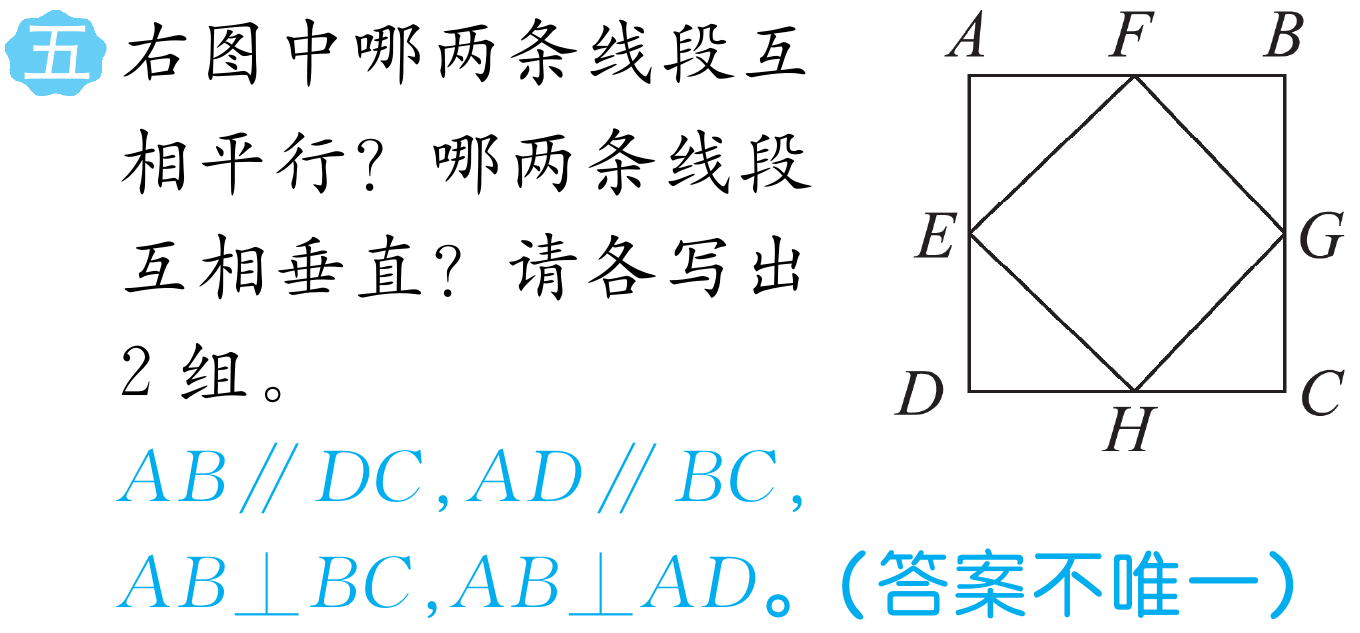 五 右图中哪两条线段互
相平行？哪两条线段
互相垂直？请各写出
2 组。
A F B
E G
D H C
AB∥DC,AD∥BC,
AB⊥BC,AB⊥AD。(答案不唯一)